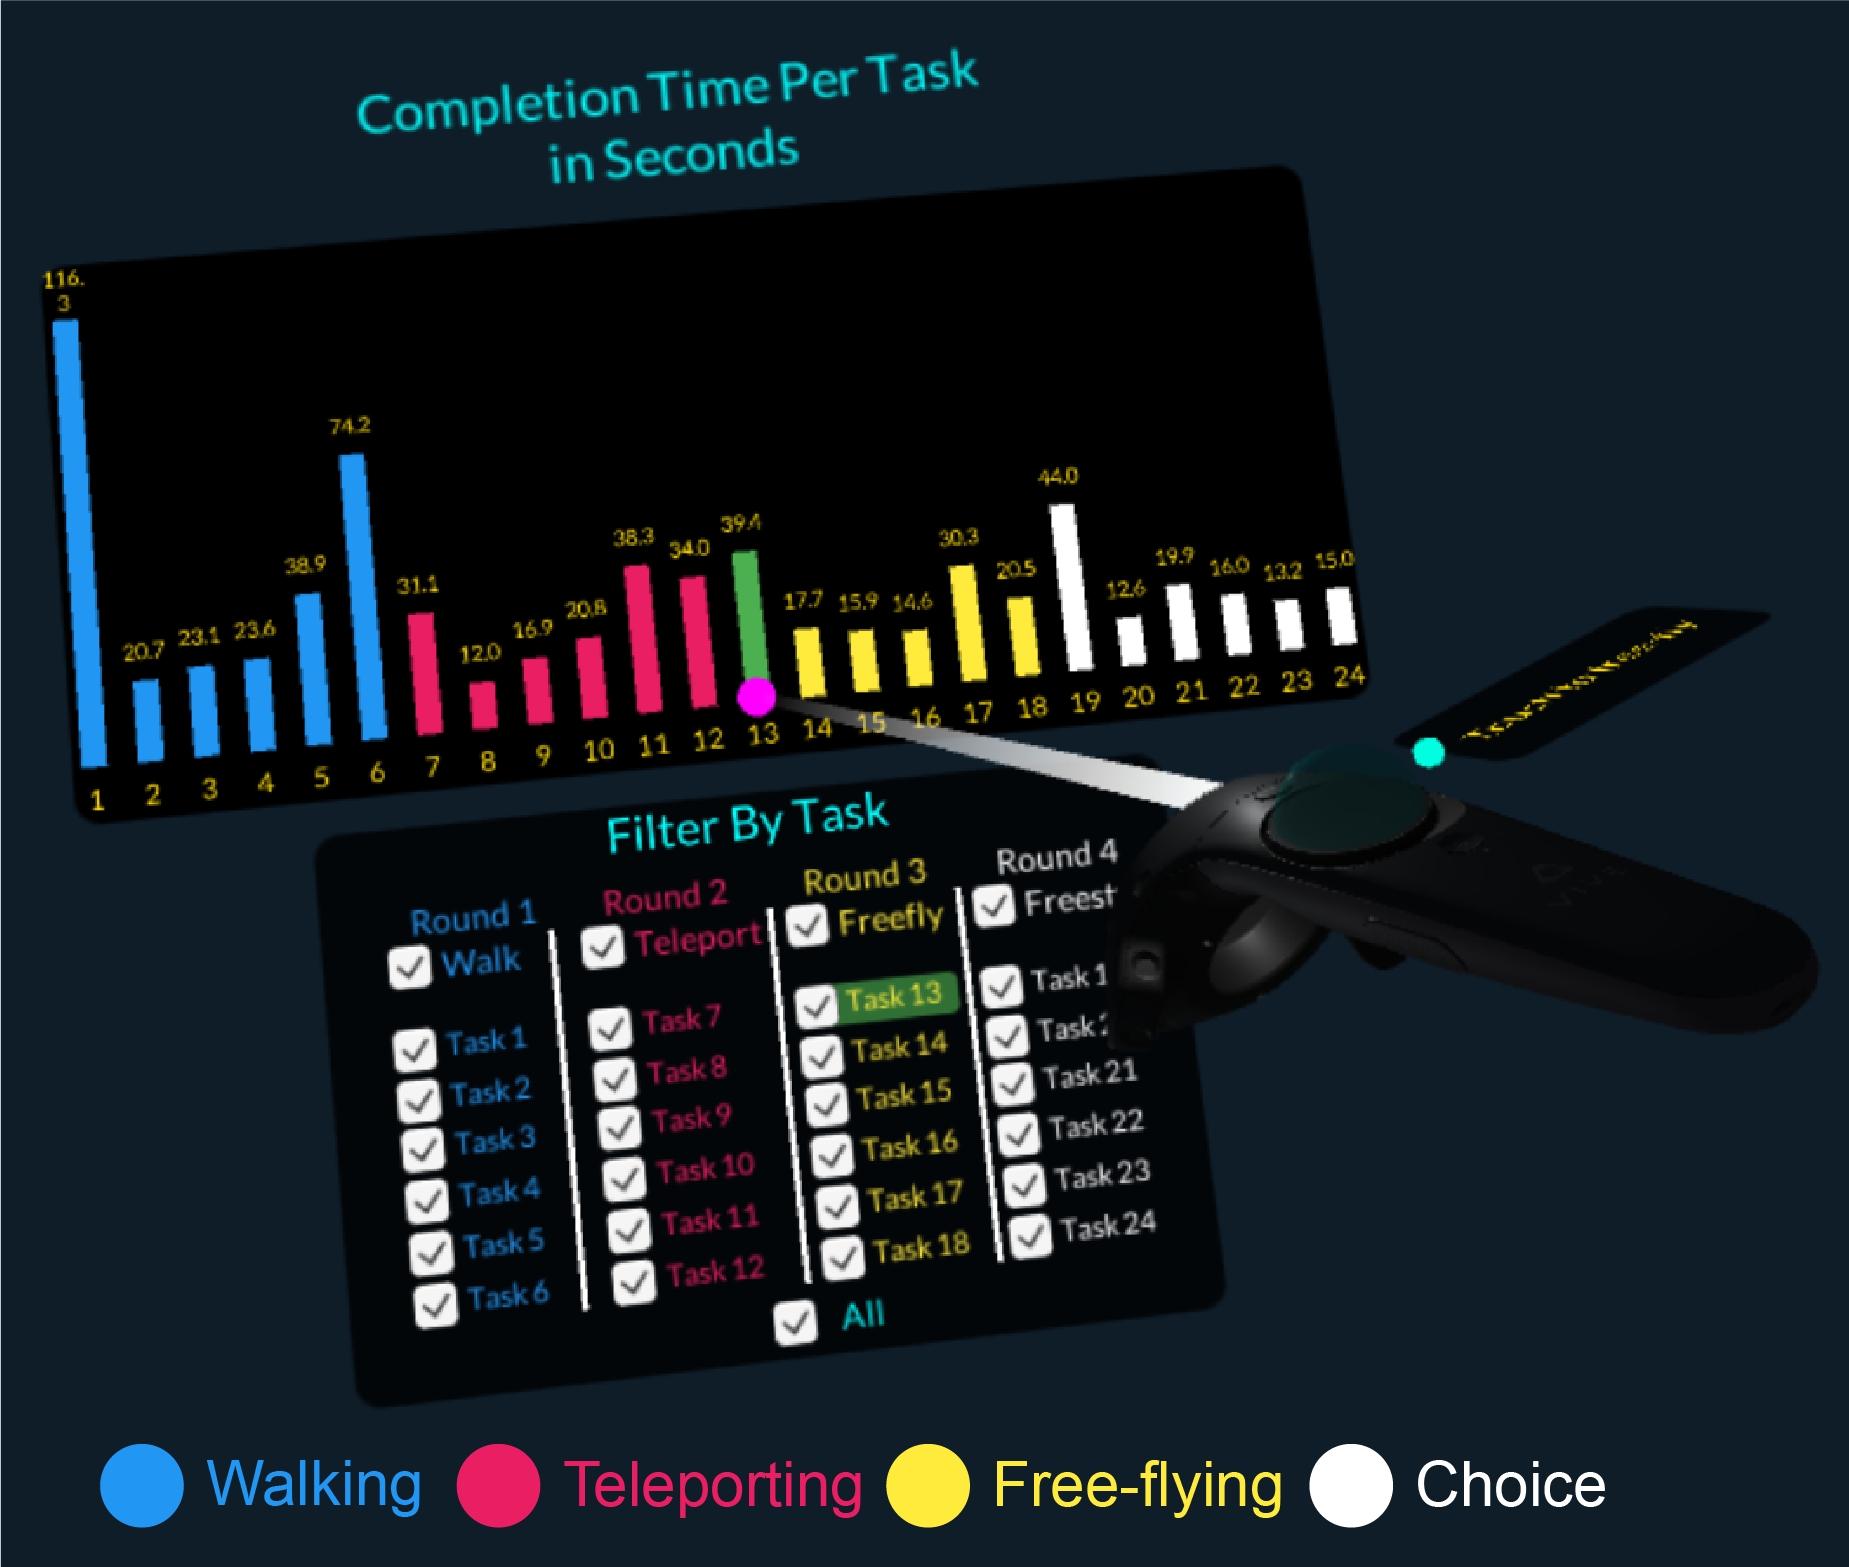 Completion Time Per Task
in Seconds
116.
3
20.7
23.1
23.6
38.9
74.2
31.1
12.0
16.9
20.8
38.3
34.0
39.4
17.7
15.9
14.6
30.3
20.5
44.0
12.6
19.9
16.0
13.2
15.0
1 2 3 4 5 6 7 8 9 10 11 12 13 14 15 16 17 18 19 20 21 22 23 24
Filter By Task
Round 1
Walk
Task 1
Task 2
Task 3
Task 4
Task 5
Task 6
Round 2
Teleport
Task 7
Task 8
Task 9
Task 10
Task 11
Task 12
Round 3
Freefly
Task 13
Task 14
Task 15
Task 16
Task 17
Task 18
Round 4
Freest
Task 1
Task 2
Task 21
Task 22
Task 23
Task 24
All
VIVE
Walking
Teleporting
Free-flying
Choice